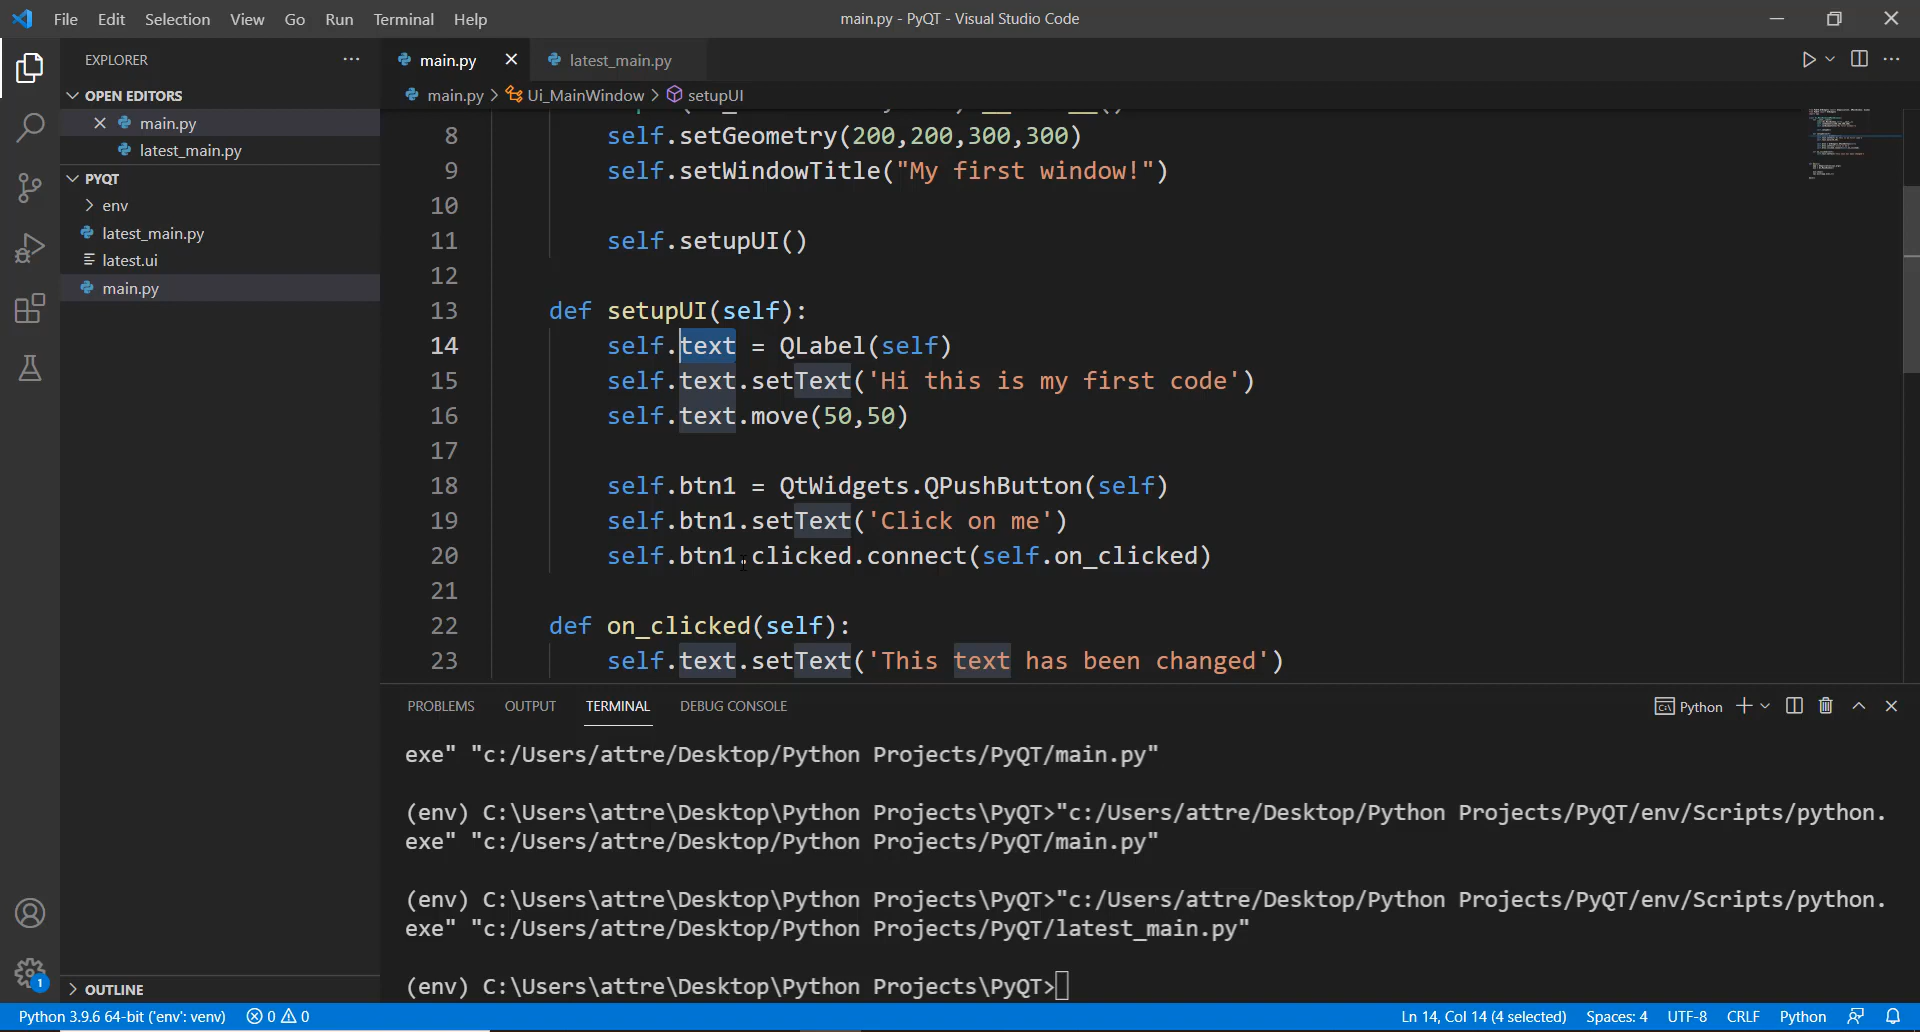 File Edit Selection View Go Run Terminal Help
main.py - PyQT - Visual Studio Code
EXPLORER
OPEN EDITORS
main.py
latest_main.py
PYQT
env
latest_main.py
latest.ui
main.py
OUTLINE
main.py latest_main.py
main.py > Ui_MainWindow > setupUI
8 self.setGeometry(200,200,300,300)
9 self.setWindowTitle("My first window!")
10
11 self.setupUI()
12
13 def setupUI(self):
14 self.text = QLabel(self)
15 self.text.setText('Hi this is my first code')
16 self.text.move(50,50)
17
18 self.btn1 = QtWidgets.QPushButton(self)
19 self.btn1.setText('Click on me')
20 self.btn1.clicked.connect(self.on_clicked)
21
22 def on_clicked(self):
23 self.text.setText('This text has been changed')
PROBLEMS OUTPUT TERMINAL DEBUG CONSOLE
Python
exe" "c:/Users/attre/Desktop/Python Projects/PyQT/main.py"
(env) C:\Users\attre\Desktop\Python Projects\PyQT>"c:/Users/attre/Desktop/Python Projects/PyQT/env/Scripts/python.
exe" "c:/Users/attre/Desktop/Python Projects/PyQT/main.py"
(env) C:\Users\attre\Desktop\Python Projects\PyQT>"c:/Users/attre/Desktop/Python Projects/PyQT/env/Scripts/python.
exe" "c:/Users/attre/Desktop/Python Projects/PyQT/latest_main.py"
(env) C:\Users\attre\Desktop\Python Projects\PyQT>
1
Python 3.9.6 64-bit ('env': venv) 0 0
Ln 14, Col 14 (4 selected) Spaces: 4 UTF-8 CRLF Python